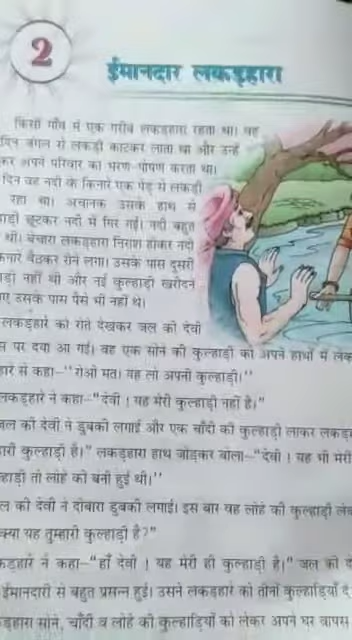 2
ईमानदार लकड़हारा
किसी गाँव में एक गरीब लकड़हारा रहता था। वह
दिन जंगल से लकड़ी काटकर लाता था और उन्हें
कर अपने परिवार का भरण-पोषण करता था।
दिन वह नदी के किनारे एक पेड़ से लकड़ी
रहा था। अचानक उसके हाथ से
ाड़ी छूटकर नदी में गिर गई। नदी बहुत
थी। बेचारा लकड़हारा निराश होकर नदी
किनारे बैठकर रोने लगा। उसके पास दूसरी
ाड़ी नहीं थी और नई कुल्हाड़ी खरीदने
ए उसके पास पैसे भी नहीं थे।
लकड़हारे को रोते देखकर जल की देवी
स पर दया आ गई। वह एक सोने की कुल्हाड़ी को अपने हाथों में लेक
हारे से कहा–"रोओ मत। यह लो अपनी कुल्हाड़ी।"
लकड़हारे ने कहा–"देवी ! यह मेरी कुल्हाड़ी नहीं है।"
जल की देवी ने डुबकी लगाई और एक चाँदी की कुल्हाड़ी लाकर लकड़
हारी कुल्हाड़ी है।" लकड़हारा हाथ जोड़कर बोला–"देवी ! यह भी मेरी
हाड़ी तो लोहे की बनी हुई थी।"
ल की देवी ने दोबारा डुबकी लगाई। इस बार वह लोहे की कुल्हाड़ी लेक
क्या यह तुम्हारी कुल्हाड़ी है?"
कड़हारे ने कहा–"हाँ देवी ! यह मेरी ही कुल्हाड़ी है।" जल की दे
ईमानदारी से बहुत प्रसन्न हुई। उसने लकड़हारे को तीनों कुल्हाड़ियाँ दे
ड़हारा सोने, चाँदी व लोहे की कुल्हाड़ियों को लेकर अपने घर वापस